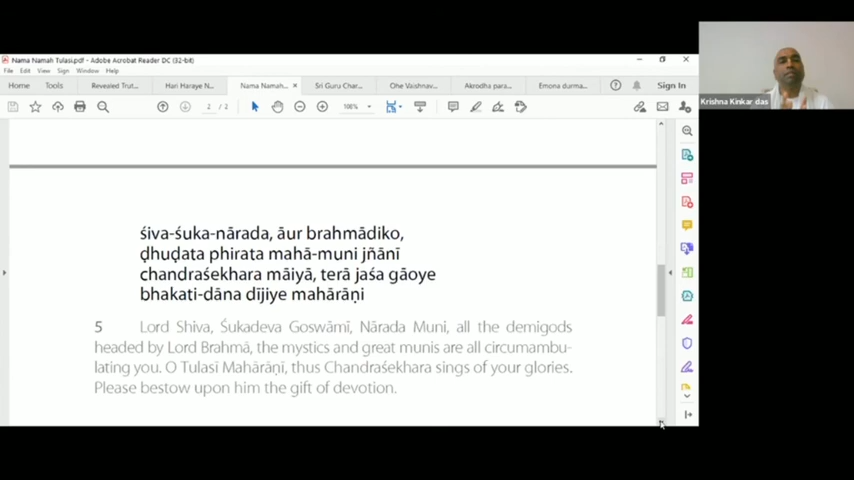 Nama Namah Tulasi.pdf - Adobe Acrobat Reader DC (32-bit)
File Edit View Sign Window Help
Home Tools Revealed Trut... Hari Haraye N... Nama Namah... Sri Guru Char... Ohe Vaishnav... Akrodha para... Emona durma... Sign In
2 / 2 100%
Krishna Kinkar das
śiva-śuka-nārada, āur brahmādiko,
ḍhuḍata phirata mahā-muni jñānī
chandraśekhara māiyā, terā jaśa gāoye
bhakati-dāna dījiye mahārāṇi
5 Lord Shiva, Śukadeva Goswāmī, Nārada Muni, all the demigods
headed by Lord Brahmā, the mystics and great munis are all circumambu-
lating you. O Tulasī Mahārāṇī, thus Chandraśekhara sings of your glories.
Please bestow upon him the gift of devotion.